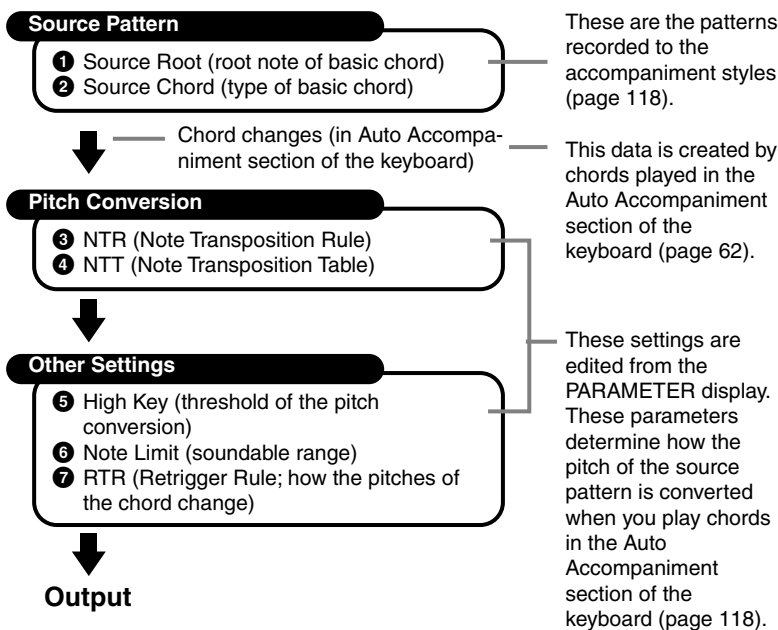 Source Pattern
❶ Source Root (root note of basic chord)
❷ Source Chord (type of basic chord)
These are the patterns
recorded to the
accompaniment styles
(page 118).
Chord changes (in Auto Accompa-
niment section of the keyboard)
This data is created by
chords played in the
Auto Accompaniment
section of the
keyboard (page 62).
Pitch Conversion
❸ NTR (Note Transposition Rule)
❹ NTT (Note Transposition Table)
Other Settings
❺ High Key (threshold of the pitch
conversion)
❻ Note Limit (soundable range)
❼ RTR (Retrigger Rule; how the pitches of
the chord change)
These settings are
edited from the
PARAMETER display.
These parameters
determine how the
pitch of the source
pattern is converted
when you play chords
in the Auto
Accompaniment
section of the
keyboard (page 118).
Output